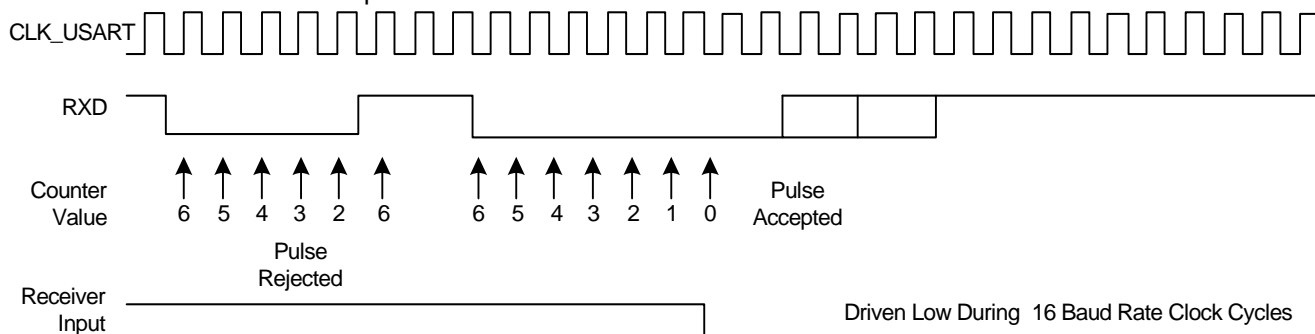 CLK_USART
RXD
Counter
Value
6 5 4 3 2 6 6 5 4 3 2 1 0
Pulse
Accepted
Pulse
Rejected
Receiver
Input
Driven Low During 16 Baud Rate Clock Cycles